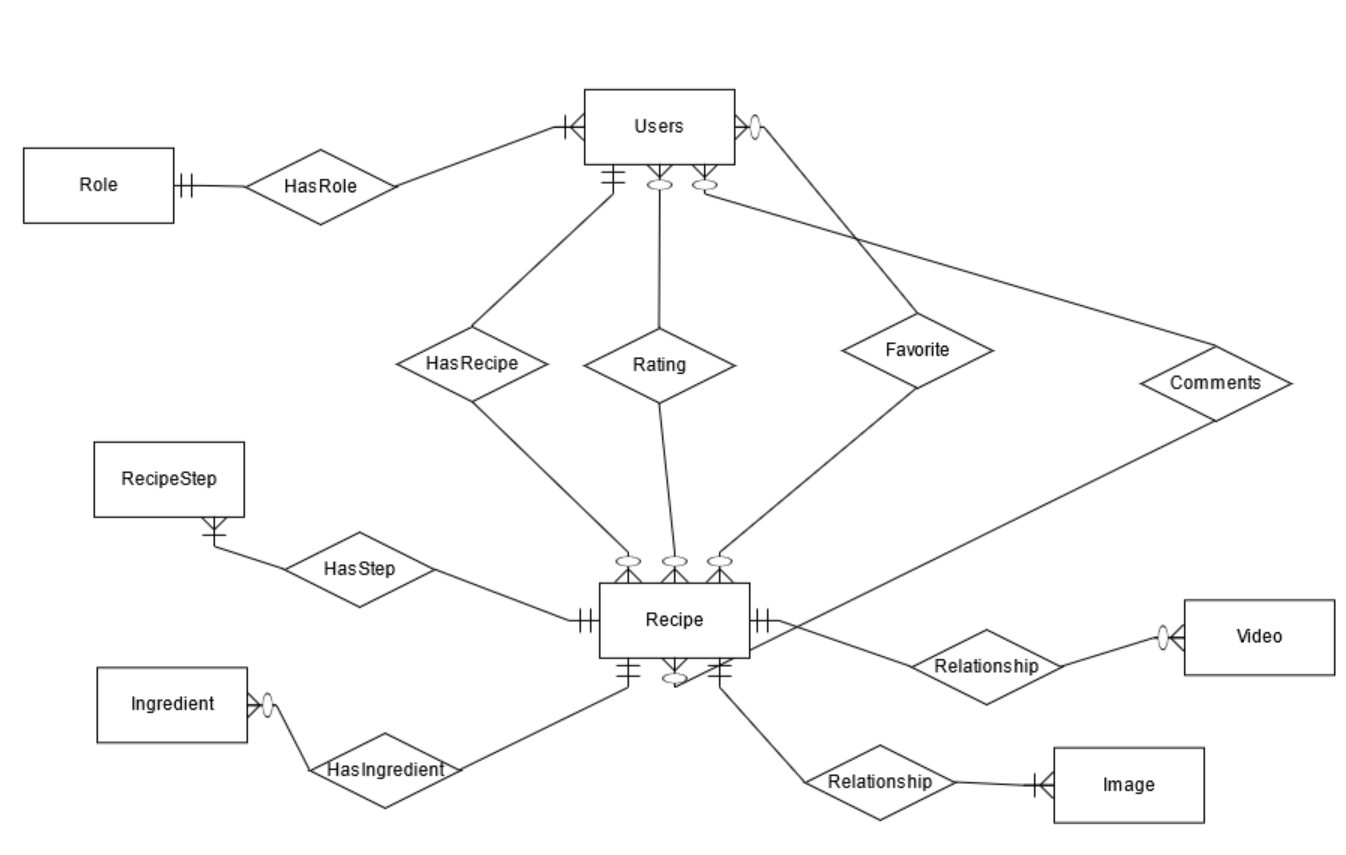 Users
Role
HasRole
HasRecipe
Rating
Favorite
Comments
RecipeStep
HasStep
Recipe
Video
Relationship
Ingredient
HasIngredient
Relationship
Image